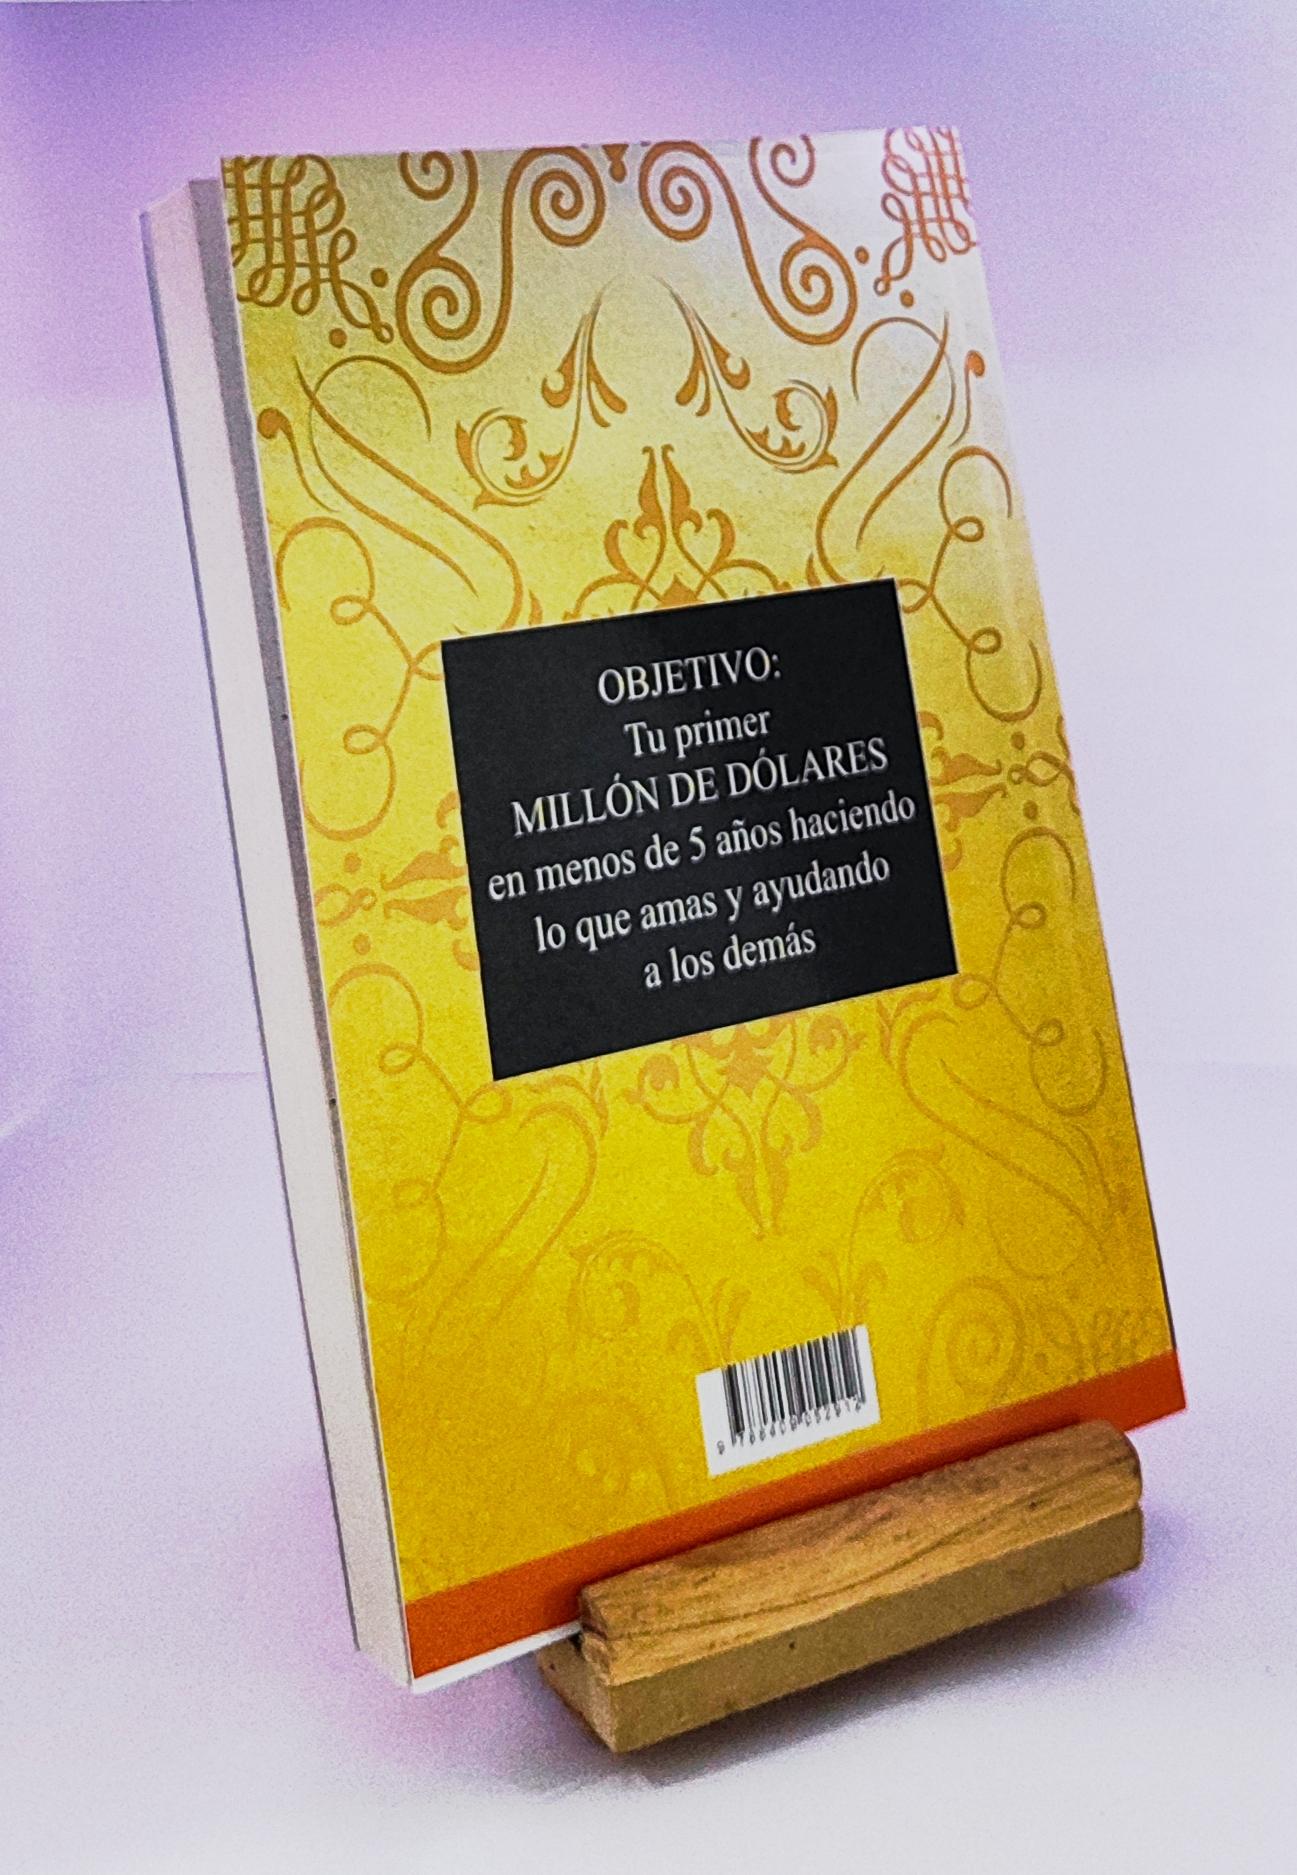 OBJETIVO:
Tu primer
MILLÓN DE DÓLARES
en menos de 5 años haciendo
lo que amas y ayudando
a los demás